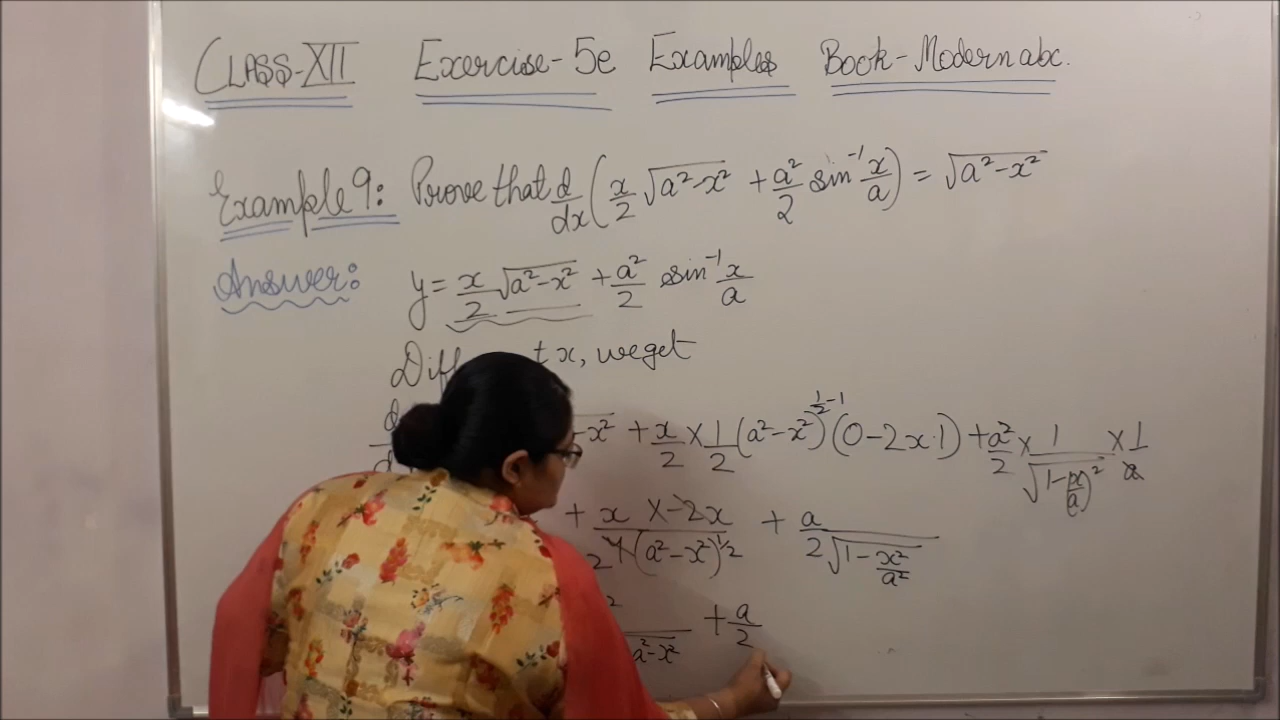 CLASS-XII Exercise-5e Examples Book-Modern abc.
Example 9: Prove that d/dx (x/2 √(a²-x²) + a²/2 sin⁻¹ x/a) = √(a²-x²)
Answer: y = x/2 √(a²-x²) + a²/2 sin⁻¹ x/a
Diff t x, we get
d -x² + x/2 × 1/2 (a²-x²)^(1/2-1) (0-2x·1) + a²/2 × 1/√(1-(x/a)²) × 1/a
+ x × -2x / 2 4 (a²-x²)^1/2 + a / 2√(1-x²/a²)
2 / a²-x² + a/2